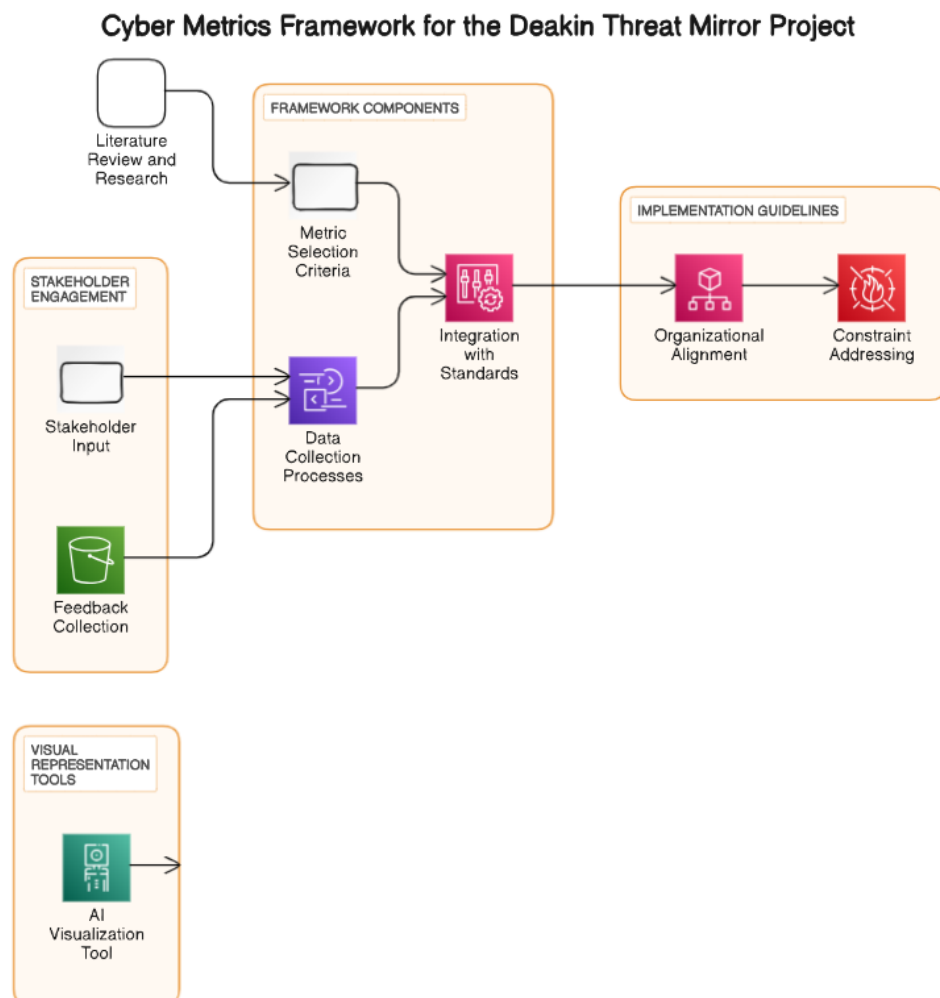 Cyber Metrics Framework for the Deakin Threat Mirror Project
Literature
Review and
Research
FRAMEWORK COMPONENTS
Metric
Selection
Criteria
IMPLEMENTATION GUIDELINES
STAKEHOLDER
ENGAGEMENT
Integration
with
Standards
Organizational
Alignment
Constraint
Addressing
Stakeholder
Input
Data
Collection
Processes
Feedback
Collection
VISUAL
REPRESENTATION
TOOLS
AI
Visualization
Tool